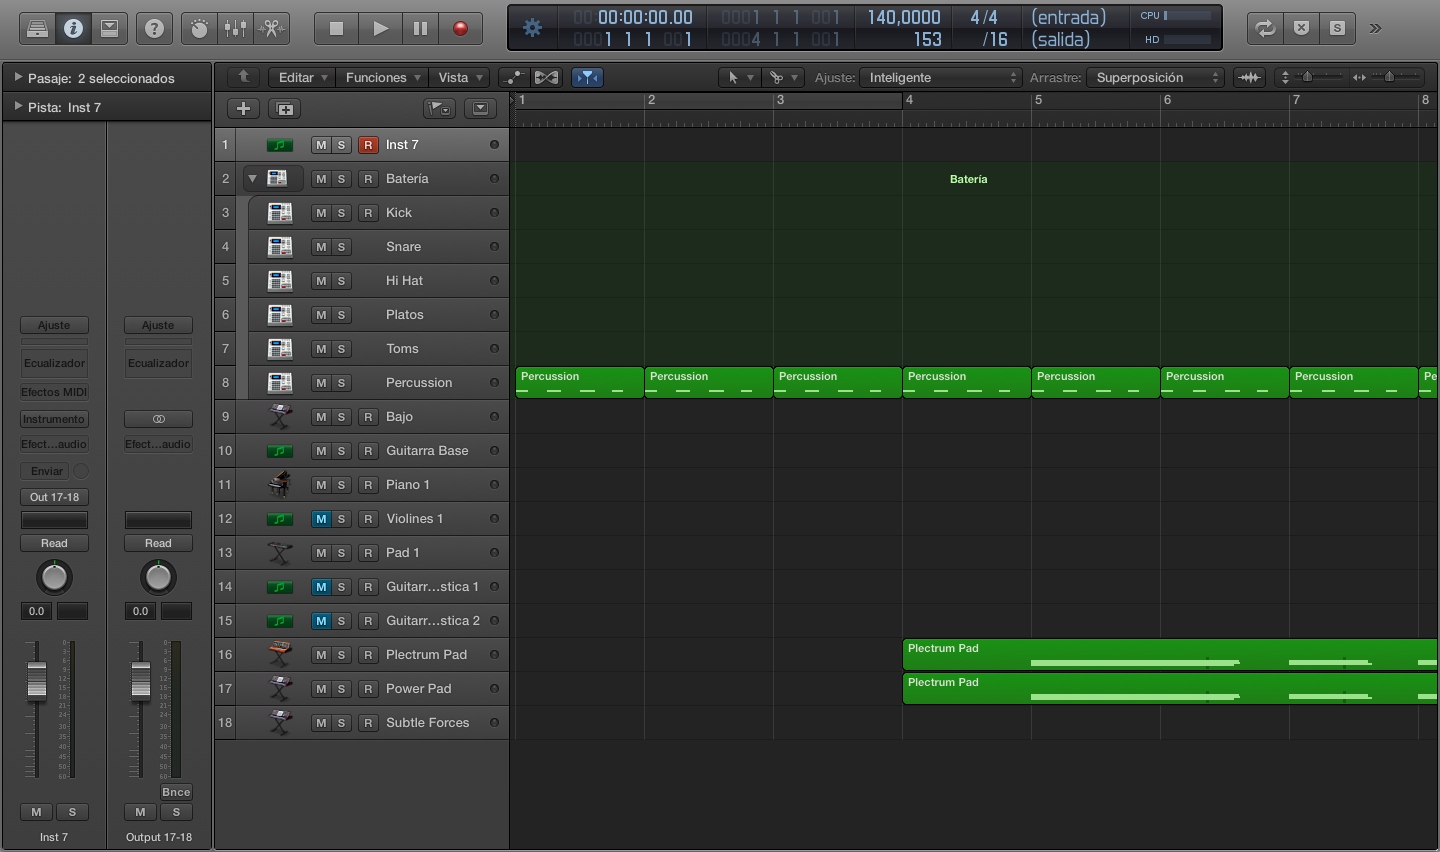 00:00:00:00.00
0001 1 1 001
0001 1 1 001
0004 1 1 001
140,0000
153
4/4
/16
(entrada)
(salida)
CPU
HD
S
Pasaje: 2 seleccionados
Pista: Inst 7
Editar
Funciones
Vista
Ajuste: Inteligente
Arrastre: Superposición
1 2 3 4 5 6 7 8
1 M S R Inst 7
2 M S R Batería
Batería
3 M S R Kick
4 M S Snare
5 M S Hi Hat
6 M S Platos
7 M S Toms
8 M S Percussion
Percussion Percussion Percussion Percussion Percussion Percussion Percussion Pe
9 M S R Bajo
10 M S R Guitarra Base
11 M S R Piano 1
12 M S R Violines 1
13 M S R Pad 1
14 M S R Guitarr...stica 1
15 M S R Guitarr...stica 2
16 M S R Plectrum Pad
Plectrum Pad
17 M S R Power Pad
Plectrum Pad
18 M S R Subtle Forces
Ajuste Ajuste
Ecualizador Ecualizador
Efectos MIDI
Instrumento
Efect...audio Efect...audio
Enviar
Out 17-18
Read Read
0.0 0.0
Bnce
M S M S
Inst 7 Output 17-18